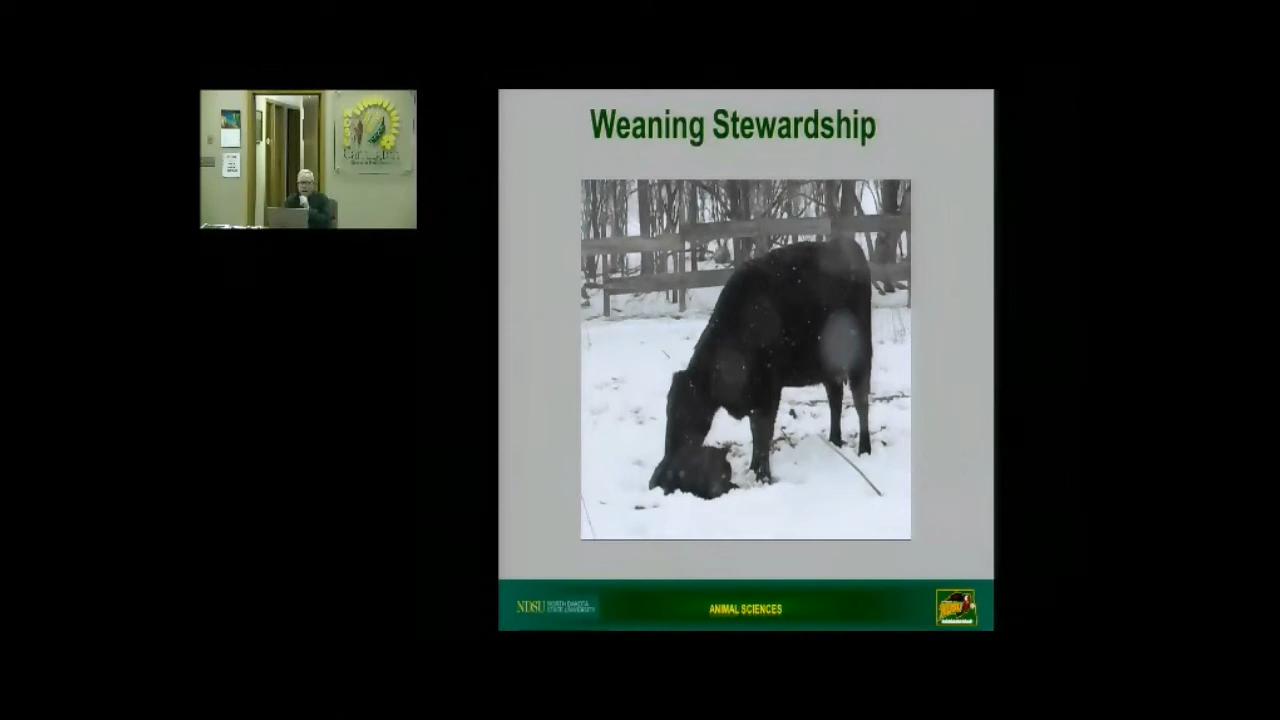 Weaning Stewardship
NDSU
NORTH DAKOTA
STATE UNIVERSITY
ANIMAL SCIENCES